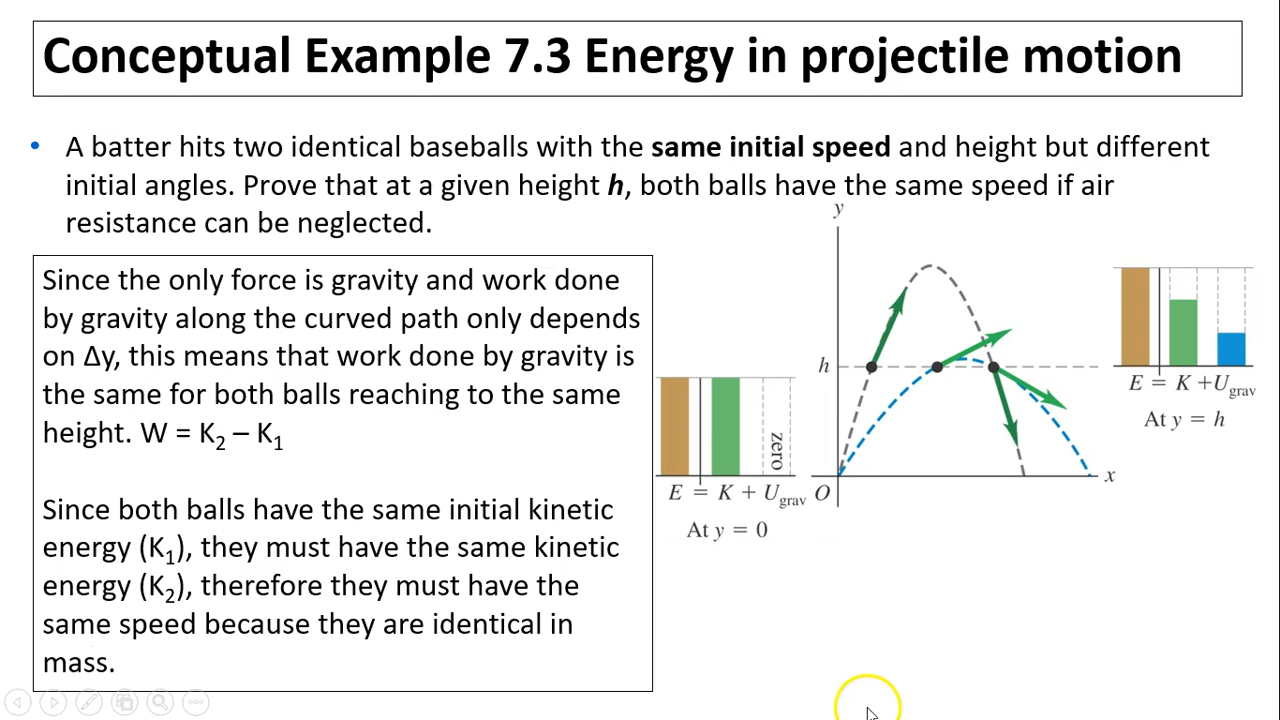 Conceptual Example 7.3 Energy in projectile motion
• A batter hits two identical baseballs with the same initial speed and height but different
initial angles. Prove that at a given height h, both balls have the same speed if air
resistance can be neglected.
Since the only force is gravity and work done
by gravity along the curved path only depends
on Δy, this means that work done by gravity is
the same for both balls reaching to the same
height. W = K₂ – K₁
Since both balls have the same initial kinetic
energy (K₁), they must have the same kinetic
energy (K₂), therefore they must have the
same speed because they are identical in
mass.
zero
E = K + Ugrav
At y = 0
y
h
O
x
E = K + Ugrav
At y = h